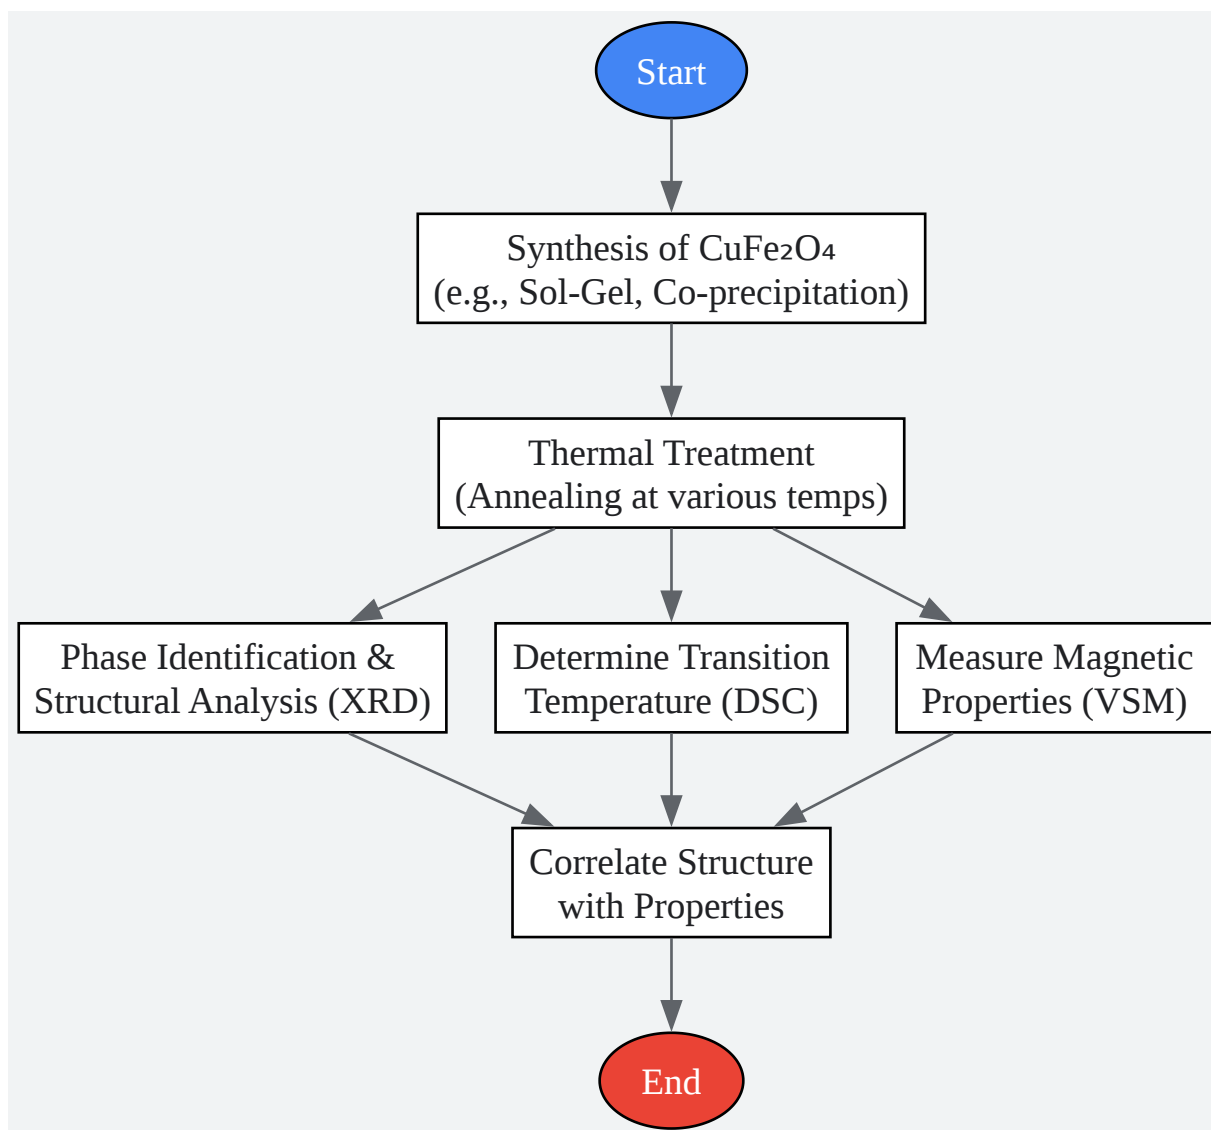 Start
Synthesis of CuFe₂O₄
(e.g., Sol-Gel, Co-precipitation)
Thermal Treatment
(Annealing at various temps)
Phase Identification &
Structural Analysis (XRD)
Determine Transition
Temperature (DSC)
Measure Magnetic
Properties (VSM)
Correlate Structure
with Properties
End